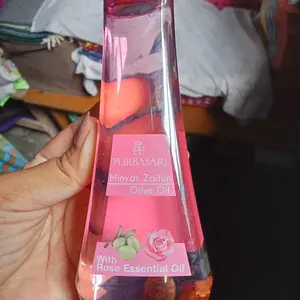 PURBASARI
Minyak Zaitun
Olive Oil
With
Rose Essential Oil